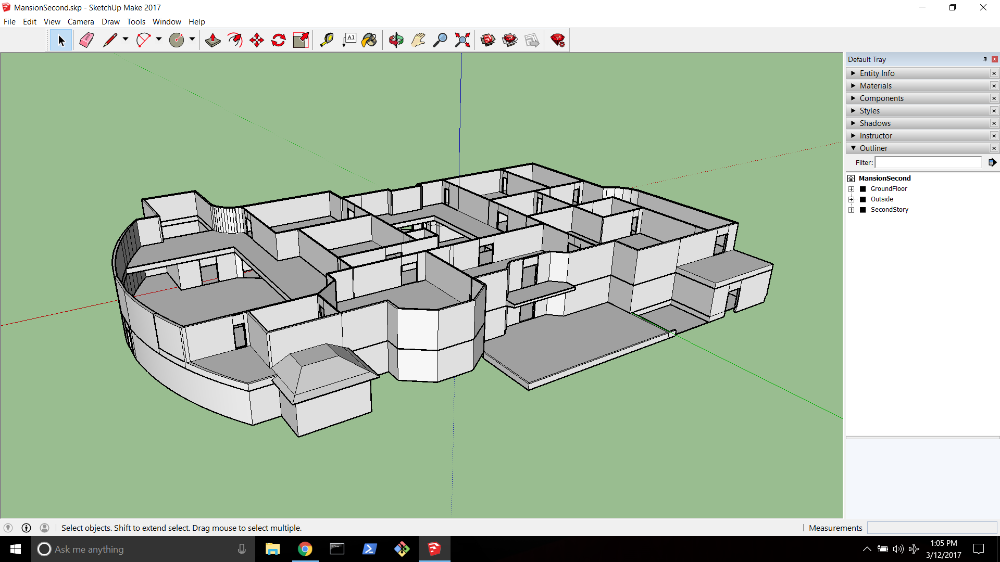 MansionSecond.skp - SketchUp Make 2017
File Edit View Camera Draw Tools Window Help
A1
Default Tray
Entity Info
Materials
Components
Styles
Shadows
Instructor
Outliner
Filter:
MansionSecond
GroundFloor
Outside
SecondStory
Select objects. Shift to extend select. Drag mouse to select multiple.
Measurements
Ask me anything
1:05 PM
3/12/2017